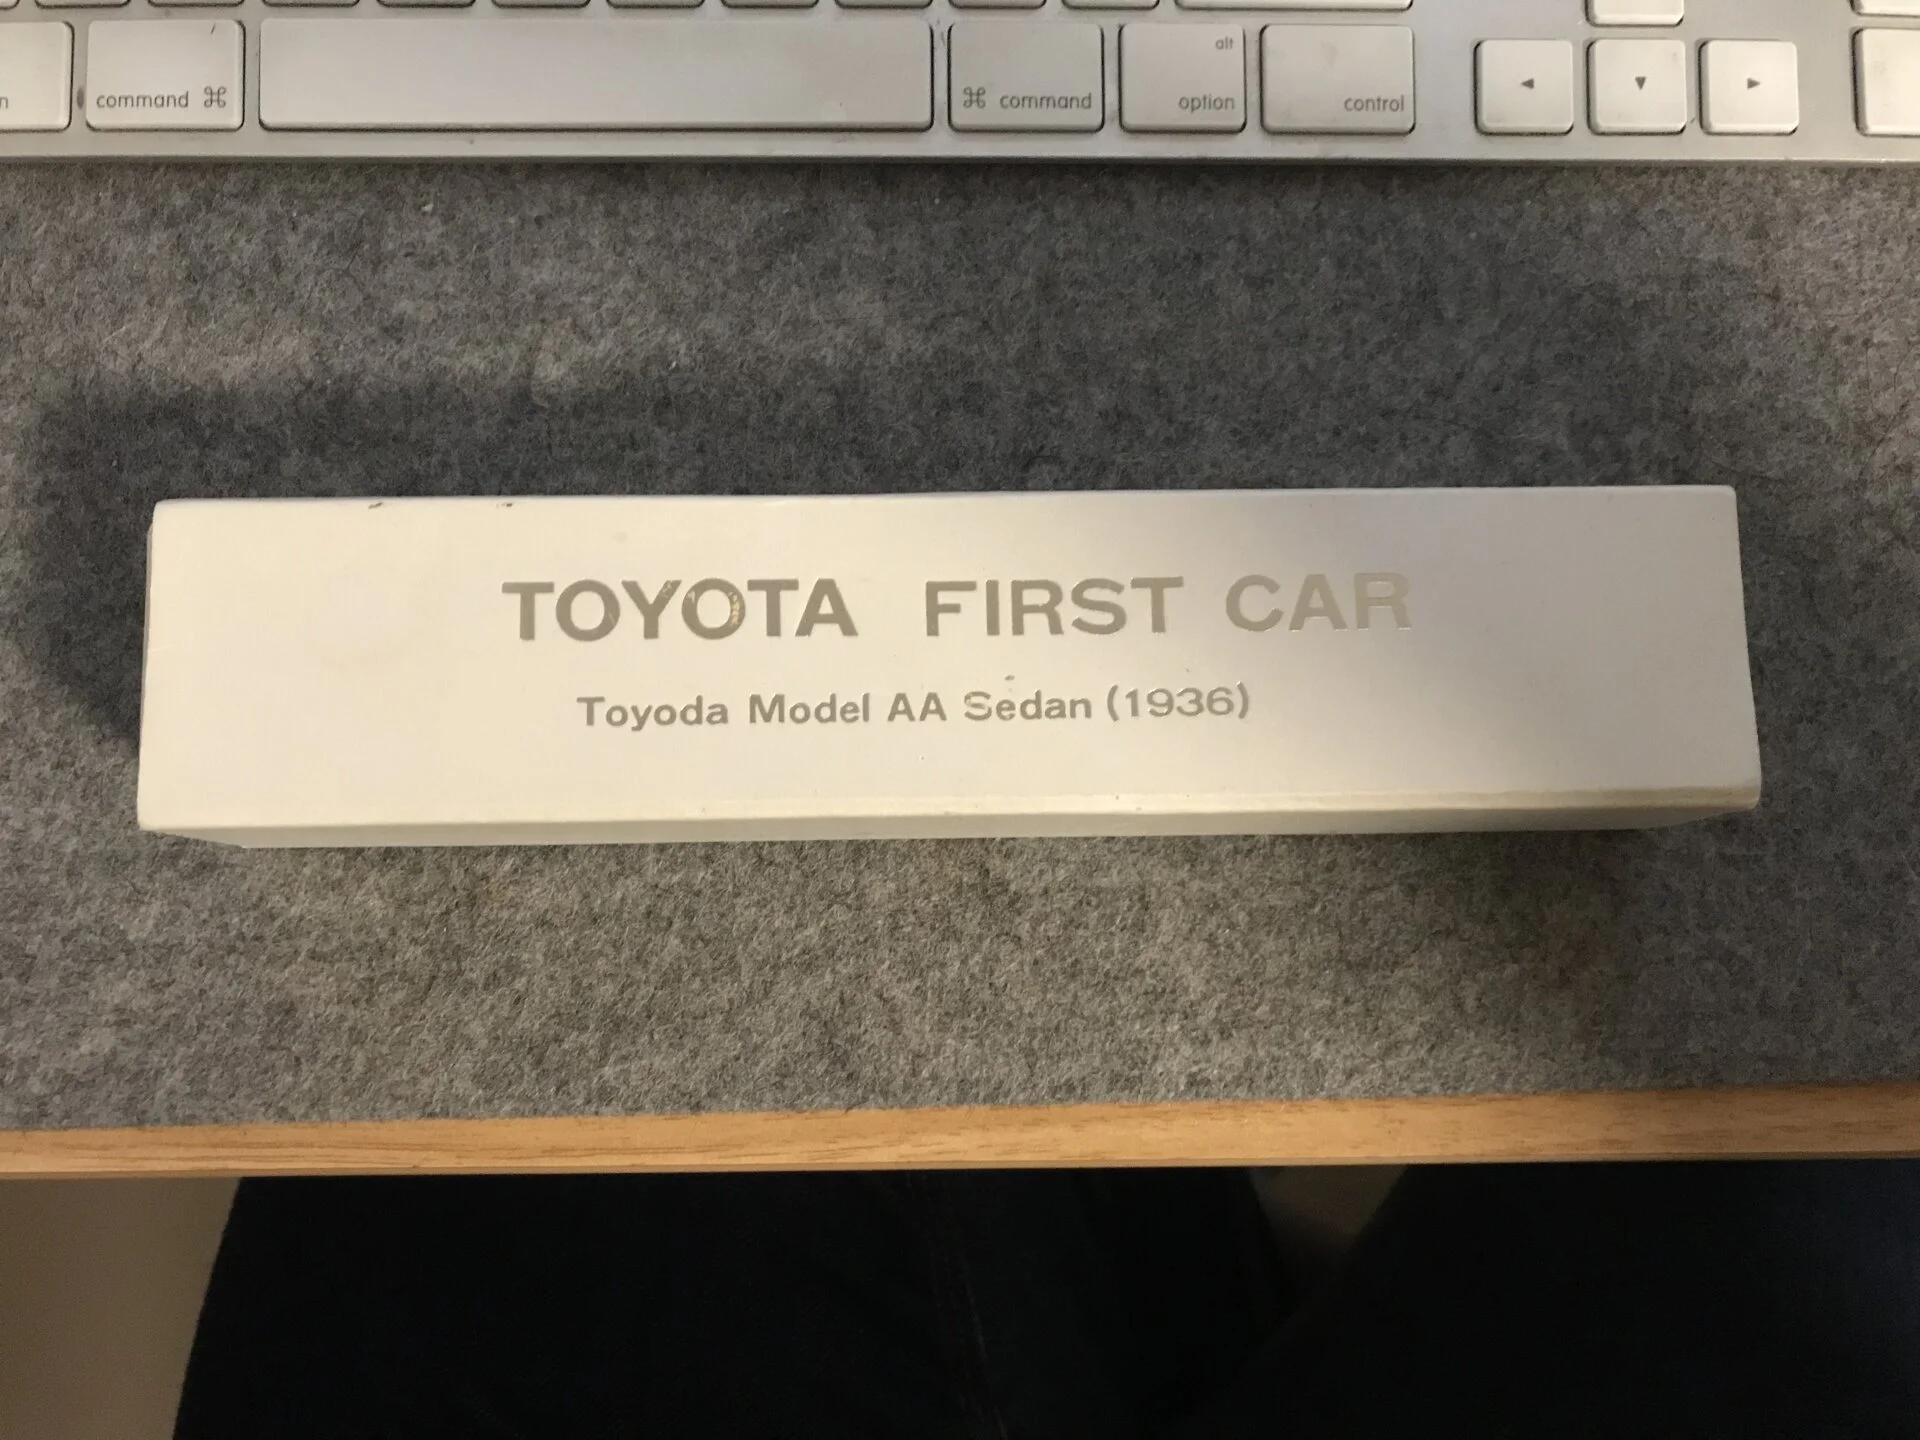 command ⌘
⌘ command
alt
option
control
TOYOTA FIRST CAR
Toyoda Model AA Sedan (1936)